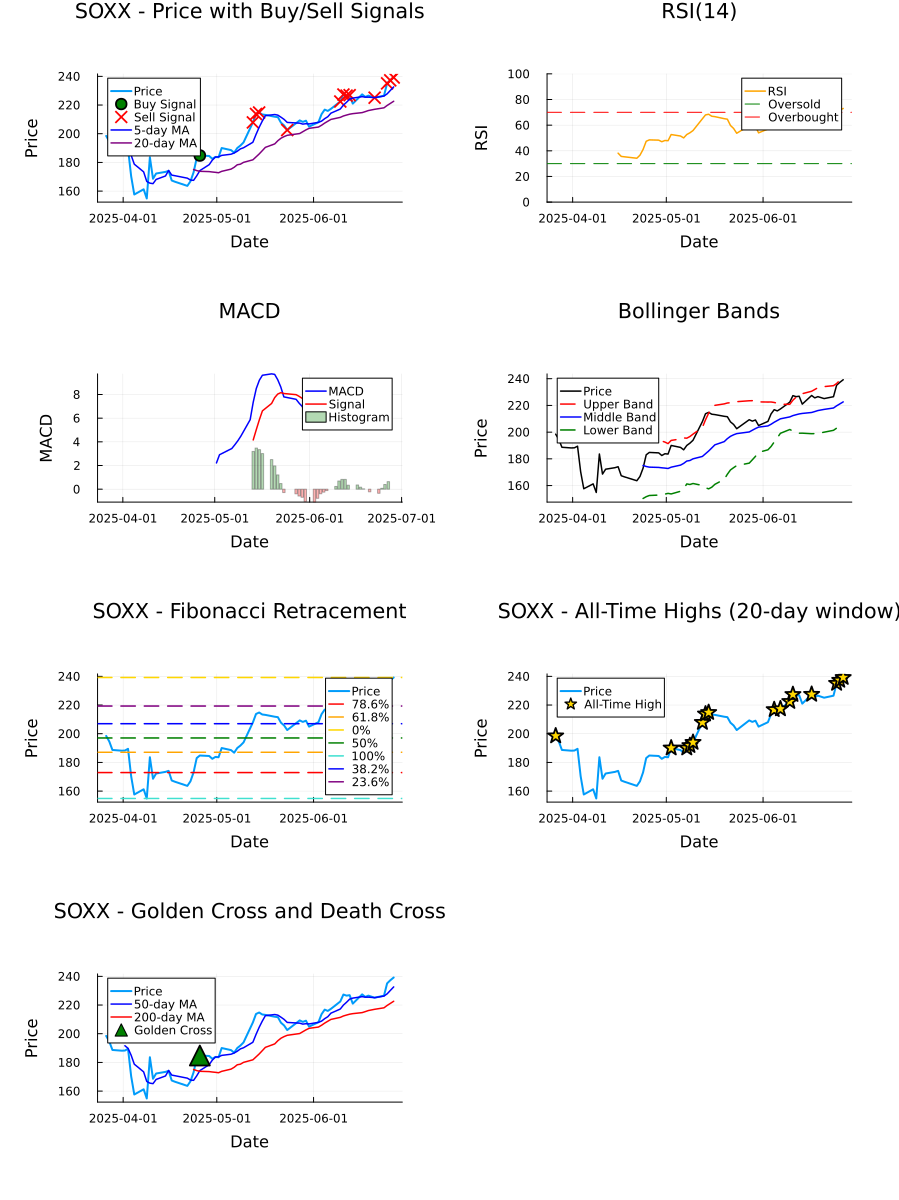 SOXX - Price with Buy/Sell Signals
Price
240
220
200
180
160
Price
Buy Signal
Sell Signal
5-day MA
20-day MA
2025-04-01 2025-05-01 2025-06-01
Date
RSI(14)
RSI
100
80
60
40
20
0
RSI
Oversold
Overbought
2025-04-01 2025-05-01 2025-06-01
Date
MACD
MACD
8
6
4
2
0
MACD
Signal
Histogram
2025-04-01 2025-05-01 2025-06-01 2025-07-01
Date
Bollinger Bands
Price
240
220
200
180
160
Price
Upper Band
Middle Band
Lower Band
2025-04-01 2025-05-01 2025-06-01
Date
SOXX - Fibonacci Retracement
Price
240
220
200
180
160
Price
78.6%
61.8%
0%
50%
100%
38.2%
23.6%
2025-04-01 2025-05-01 2025-06-01
Date
SOXX - All-Time Highs (20-day window)
Price
240
220
200
180
160
Price
All-Time High
2025-04-01 2025-05-01 2025-06-01
Date
SOXX - Golden Cross and Death Cross
Price
240
220
200
180
160
Price
50-day MA
200-day MA
Golden Cross
2025-04-01 2025-05-01 2025-06-01
Date